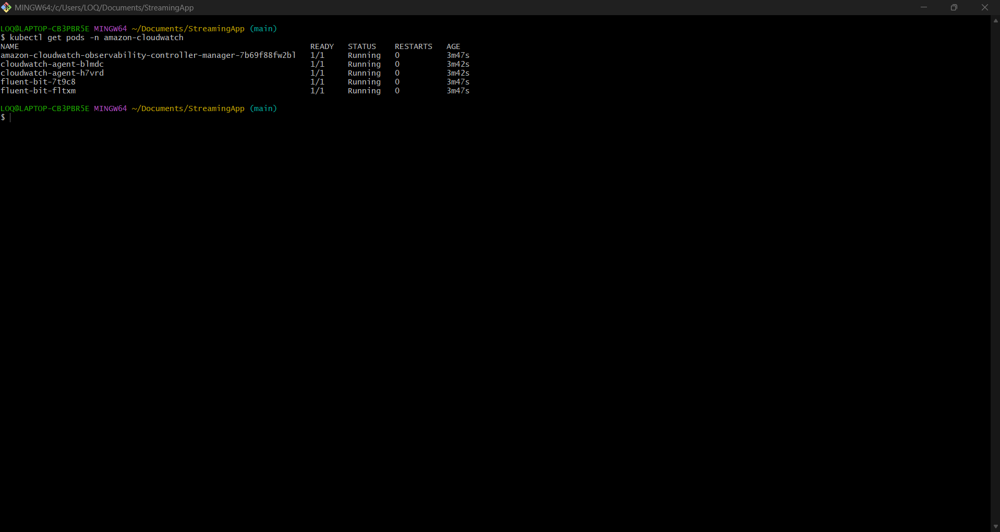 MINGW64:/c/Users/LOQ/Documents/StreamingApp
LOQ@LAPTOP-CB3PBR5E MINGW64 ~/Documents/StreamingApp (main)
$ kubectl get pods -n amazon-cloudwatch
NAME READY STATUS RESTARTS AGE
amazon-cloudwatch-observability-controller-manager-7b69f88fw2bl 1/1 Running 0 3m47s
cloudwatch-agent-blmdc 1/1 Running 0 3m42s
cloudwatch-agent-h7vrd 1/1 Running 0 3m42s
fluent-bit-7t9c8 1/1 Running 0 3m47s
fluent-bit-fltxm 1/1 Running 0 3m47s
LOQ@LAPTOP-CB3PBR5E MINGW64 ~/Documents/StreamingApp (main)
$